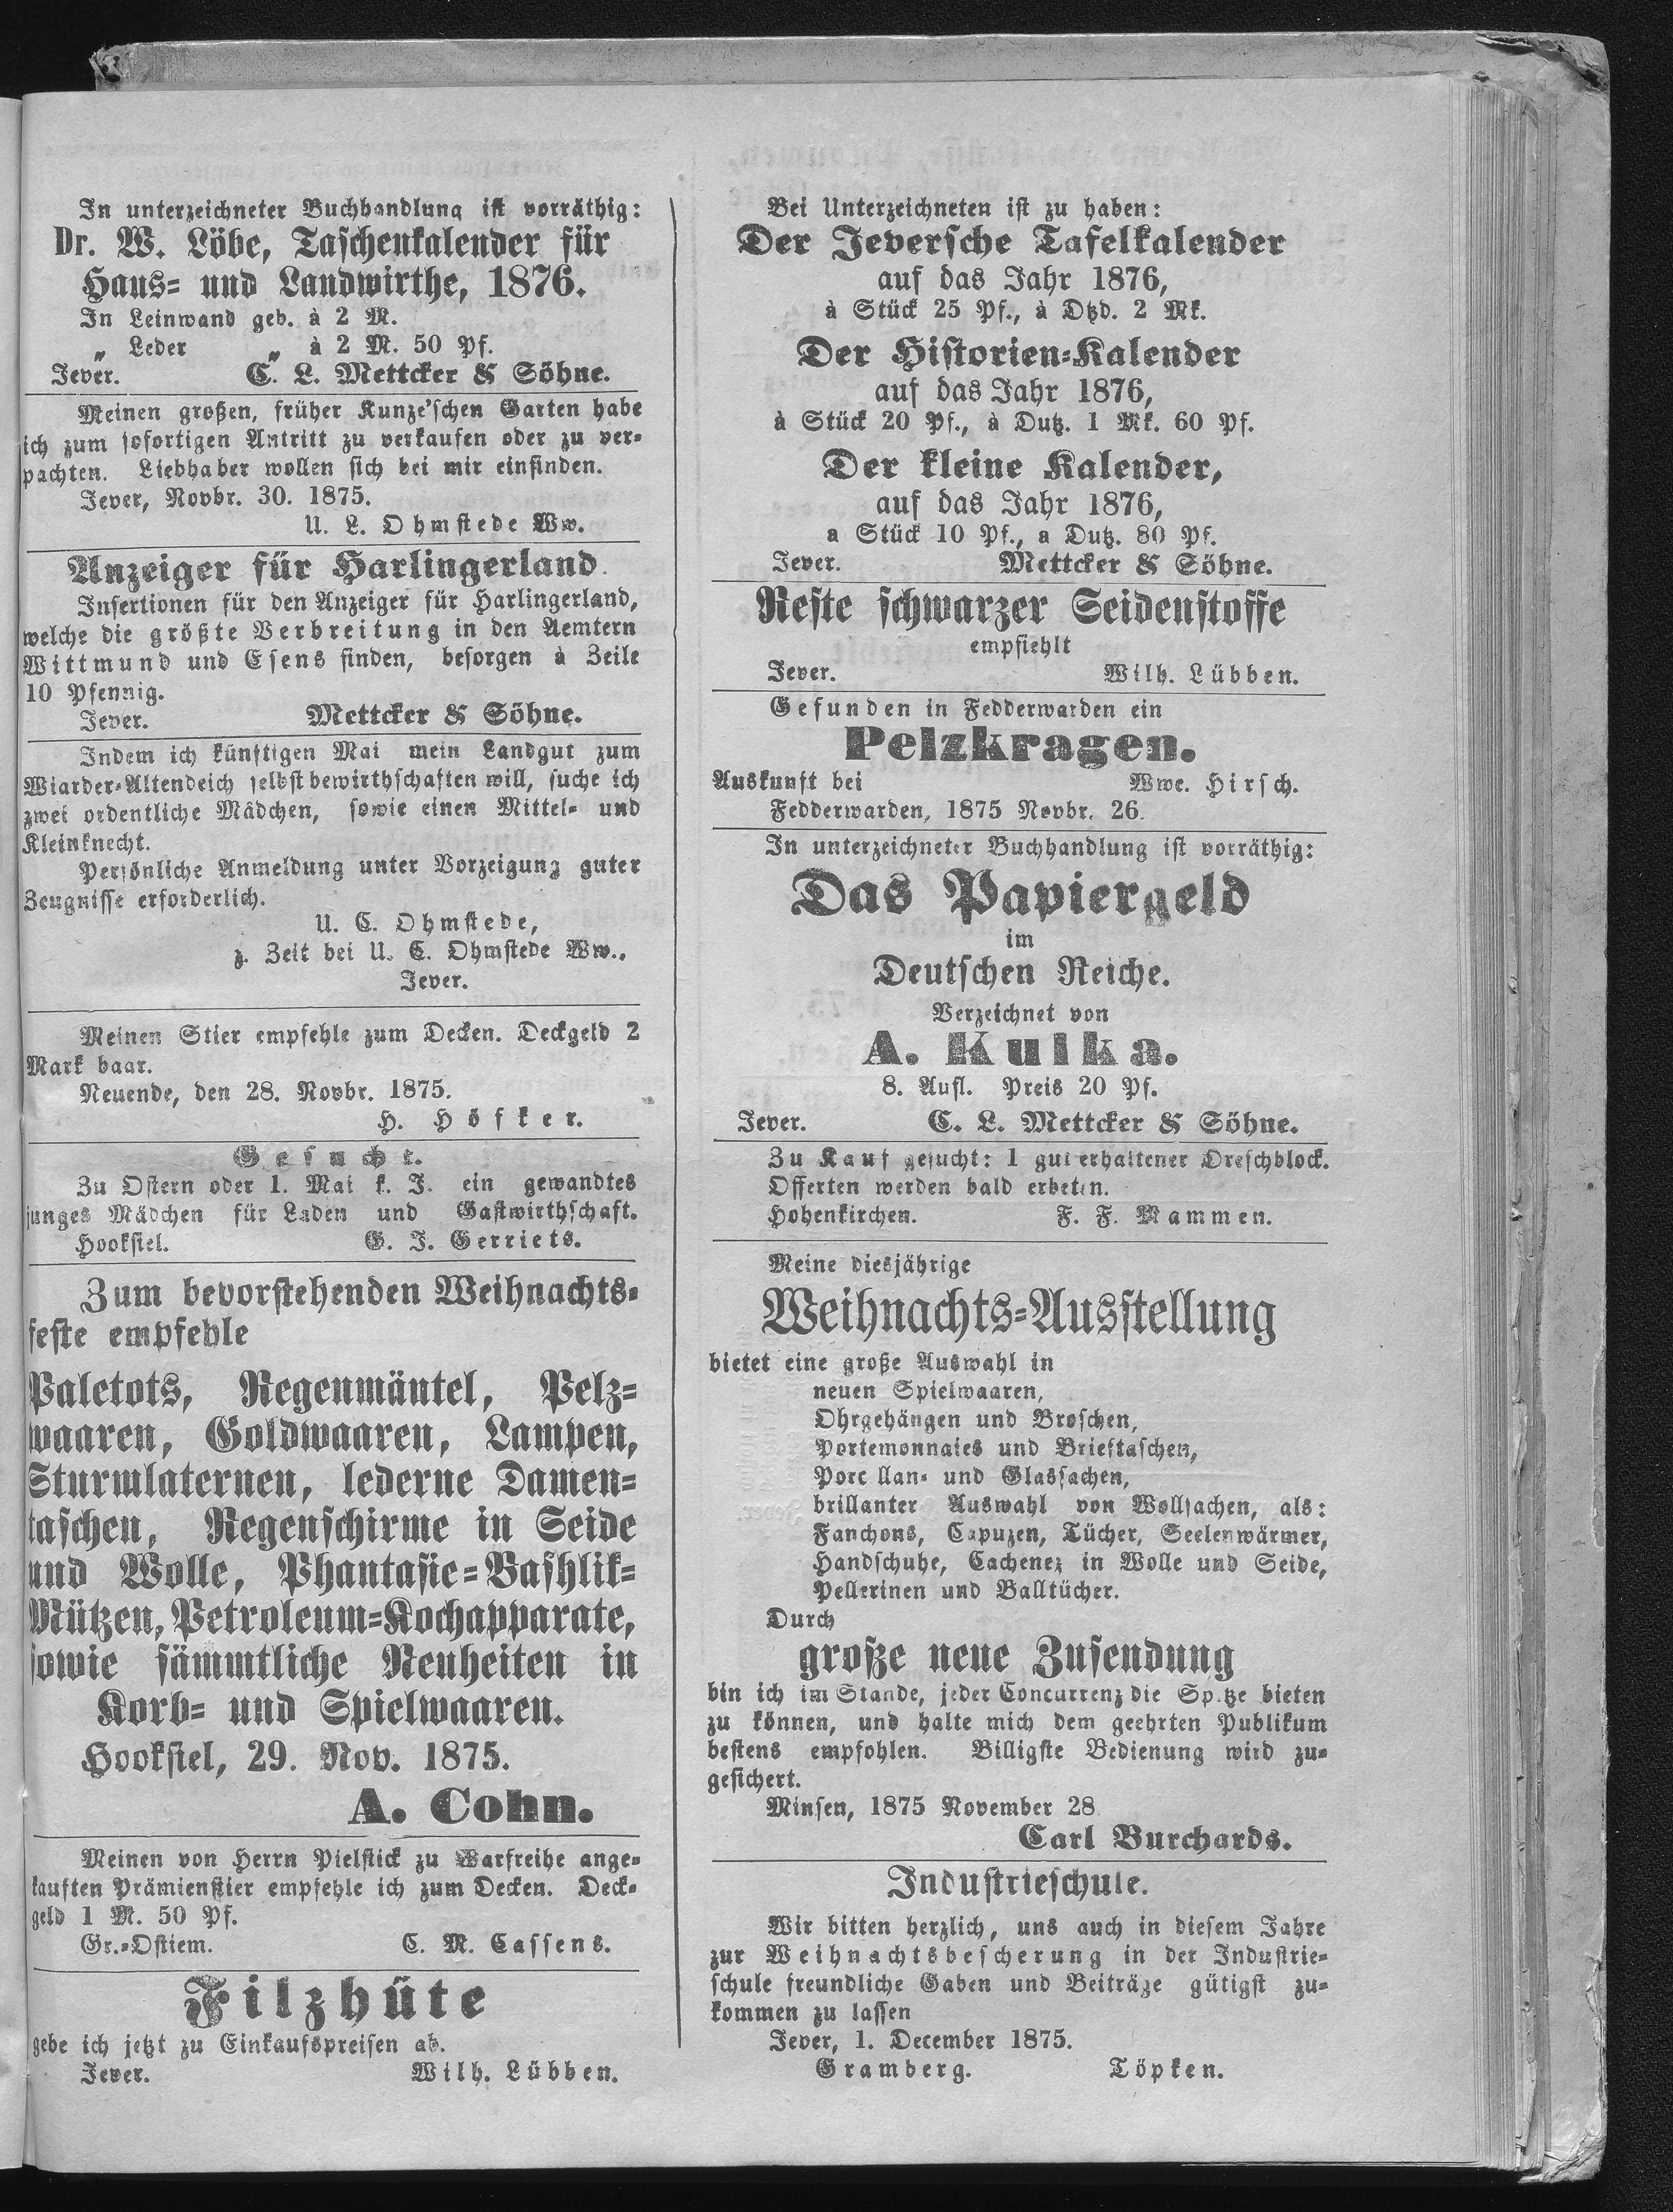 In unterzeichneter Buchhandlung ist vorräthig:
Dr. W. Löbe, Taschenkalender für
Haus- und Landwirthe, 1876.
In Leinwand geb. à 2 M.
„ Leder „ à 2 M. 50 Pf.
Jever. C. L. Mettcker & Söhne.
Meinen großen, früher Kunze'schen Garten habe
ich zum sofortigen Antritt zu verkaufen oder zu ver-
pachten. Liebhaber wollen sich bei mir einfinden.
Jever, Novbr. 30. 1875.
U. L. Ohmstede Ww.
Anzeiger für Harlingerland.
Insertionen für den Anzeiger für Harlingerland,
welche die größte Verbreitung in den Aemtern
Wittmund und Esens finden, besorgen à Zeile
10 Pfennig.
Jever. Mettcker & Söhne.
Indem ich künftigen Mai mein Landgut zum
Wiarder-Altendeich selbst bewirthschaften will, suche ich
zwei ordentliche Mädchen, sowie einen Mittel- und
Kleinknecht.
Persönliche Anmeldung unter Vorzeigung guter
Zeugnisse erforderlich.
U. C. Ohmstede,
z. Zeit bei U. C. Ohmstede Ww.,
Jever.
Meinen Stier empfehle zum Decken. Deckgeld 2
Mark baar.
Neuende, den 28. Novbr. 1875.
H. Höfker.
Gesucht.
Zu Ostern oder 1. Mai k. J. ein gewandtes
junges Mädchen für Laden und Gastwirthschaft.
Hooksiel. G. J. Gerriets.
Zum bevorstehenden Weihnachts-
feste empfehle
Paletots, Regenmäntel, Pelz-
waaren, Goldwaaren, Lampen,
Sturmlaternen, lederne Damen-
taschen, Regenschirme in Seide
und Wolle, Phantasie-Bashlik-
Mützen, Petroleum-Kochapparate,
sowie sämmtliche Neuheiten in
Korb- und Spielwaaren.
Hooksiel, 29. Nov. 1875.
A. Cohn.
Meinen von Herrn Pielstick zu Warfreihe ange-
kauften Prämienstier empfehle ich zum Decken. Deck-
geld 1 M. 50 Pf.
Gr.-Ostiem. C. M. Cassens.
Filzhüte
gebe ich jetzt zu Einkaufspreisen ab.
Jever. Wilh. Lübben.
Bei Unterzeichneten ist zu haben:
Der Jeversche Tafelkalender
auf das Jahr 1876,
à Stück 25 Pf., à Dtzd. 2 Mk.
Der Historien-Kalender
auf das Jahr 1876,
à Stück 20 Pf., à Dutz. 1 Mk. 60 Pf.
Der kleine Kalender,
auf das Jahr 1876,
a Stück 10 Pf., a Dutz. 80 Pf.
Jever. Mettcker & Söhne.
Reste schwarzer Seidenstoffe
empfiehlt
Jever. Wilh. Lübben.
Gefunden in Fedderwarden ein
Pelzkragen.
Auskunft bei Wwe. Hirsch.
Fedderwarden, 1875 Novbr. 26.
In unterzeichneter Buchhandlung ist vorräthig:
Das Papiergeld
im
Deutschen Reiche.
Verzeichnet von
A. Kulka.
8. Aufl. Preis 20 Pf.
Jever. C. L. Mettcker & Söhne.
Zu Kauf gesucht: 1 gut erhaltener Dreschblock.
Offerten werden bald erbeten.
Hohenkirchen. F. F. Mammen.
Meine diesjährige
Weihnachts-Ausstellung
bietet eine große Auswahl in
neuen Spielwaaren,
Ohrgehängen und Broschen,
Portemonnaies und Brieftaschen,
Porc llan- und Glassachen,
brillanter Auswahl von Wollsachen, als:
Fanchons, Capuzen, Tücher, Seelenwärmer,
Handschuhe, Cachenez in Wolle und Seide,
Pellerinen und Balltücher.
Durch
große neue Zusendung
bin ich im Stande, jeder Concurrenz die Sp.tze bieten
zu können, und halte mich dem geehrten Publikum
bestens empfohlen. Billigste Bedienung wird zu-
gesichert.
Minsen, 1875 November 28
Carl Burchards.
Industrieschule.
Wir bitten herzlich, uns auch in diesem Jahre
zur Weihnachtsbescherung in der Industrie-
schule freundliche Gaben und Beiträge gütigst zu-
kommen zu lassen
Jever, 1. December 1875.
Gramberg. Töpken.